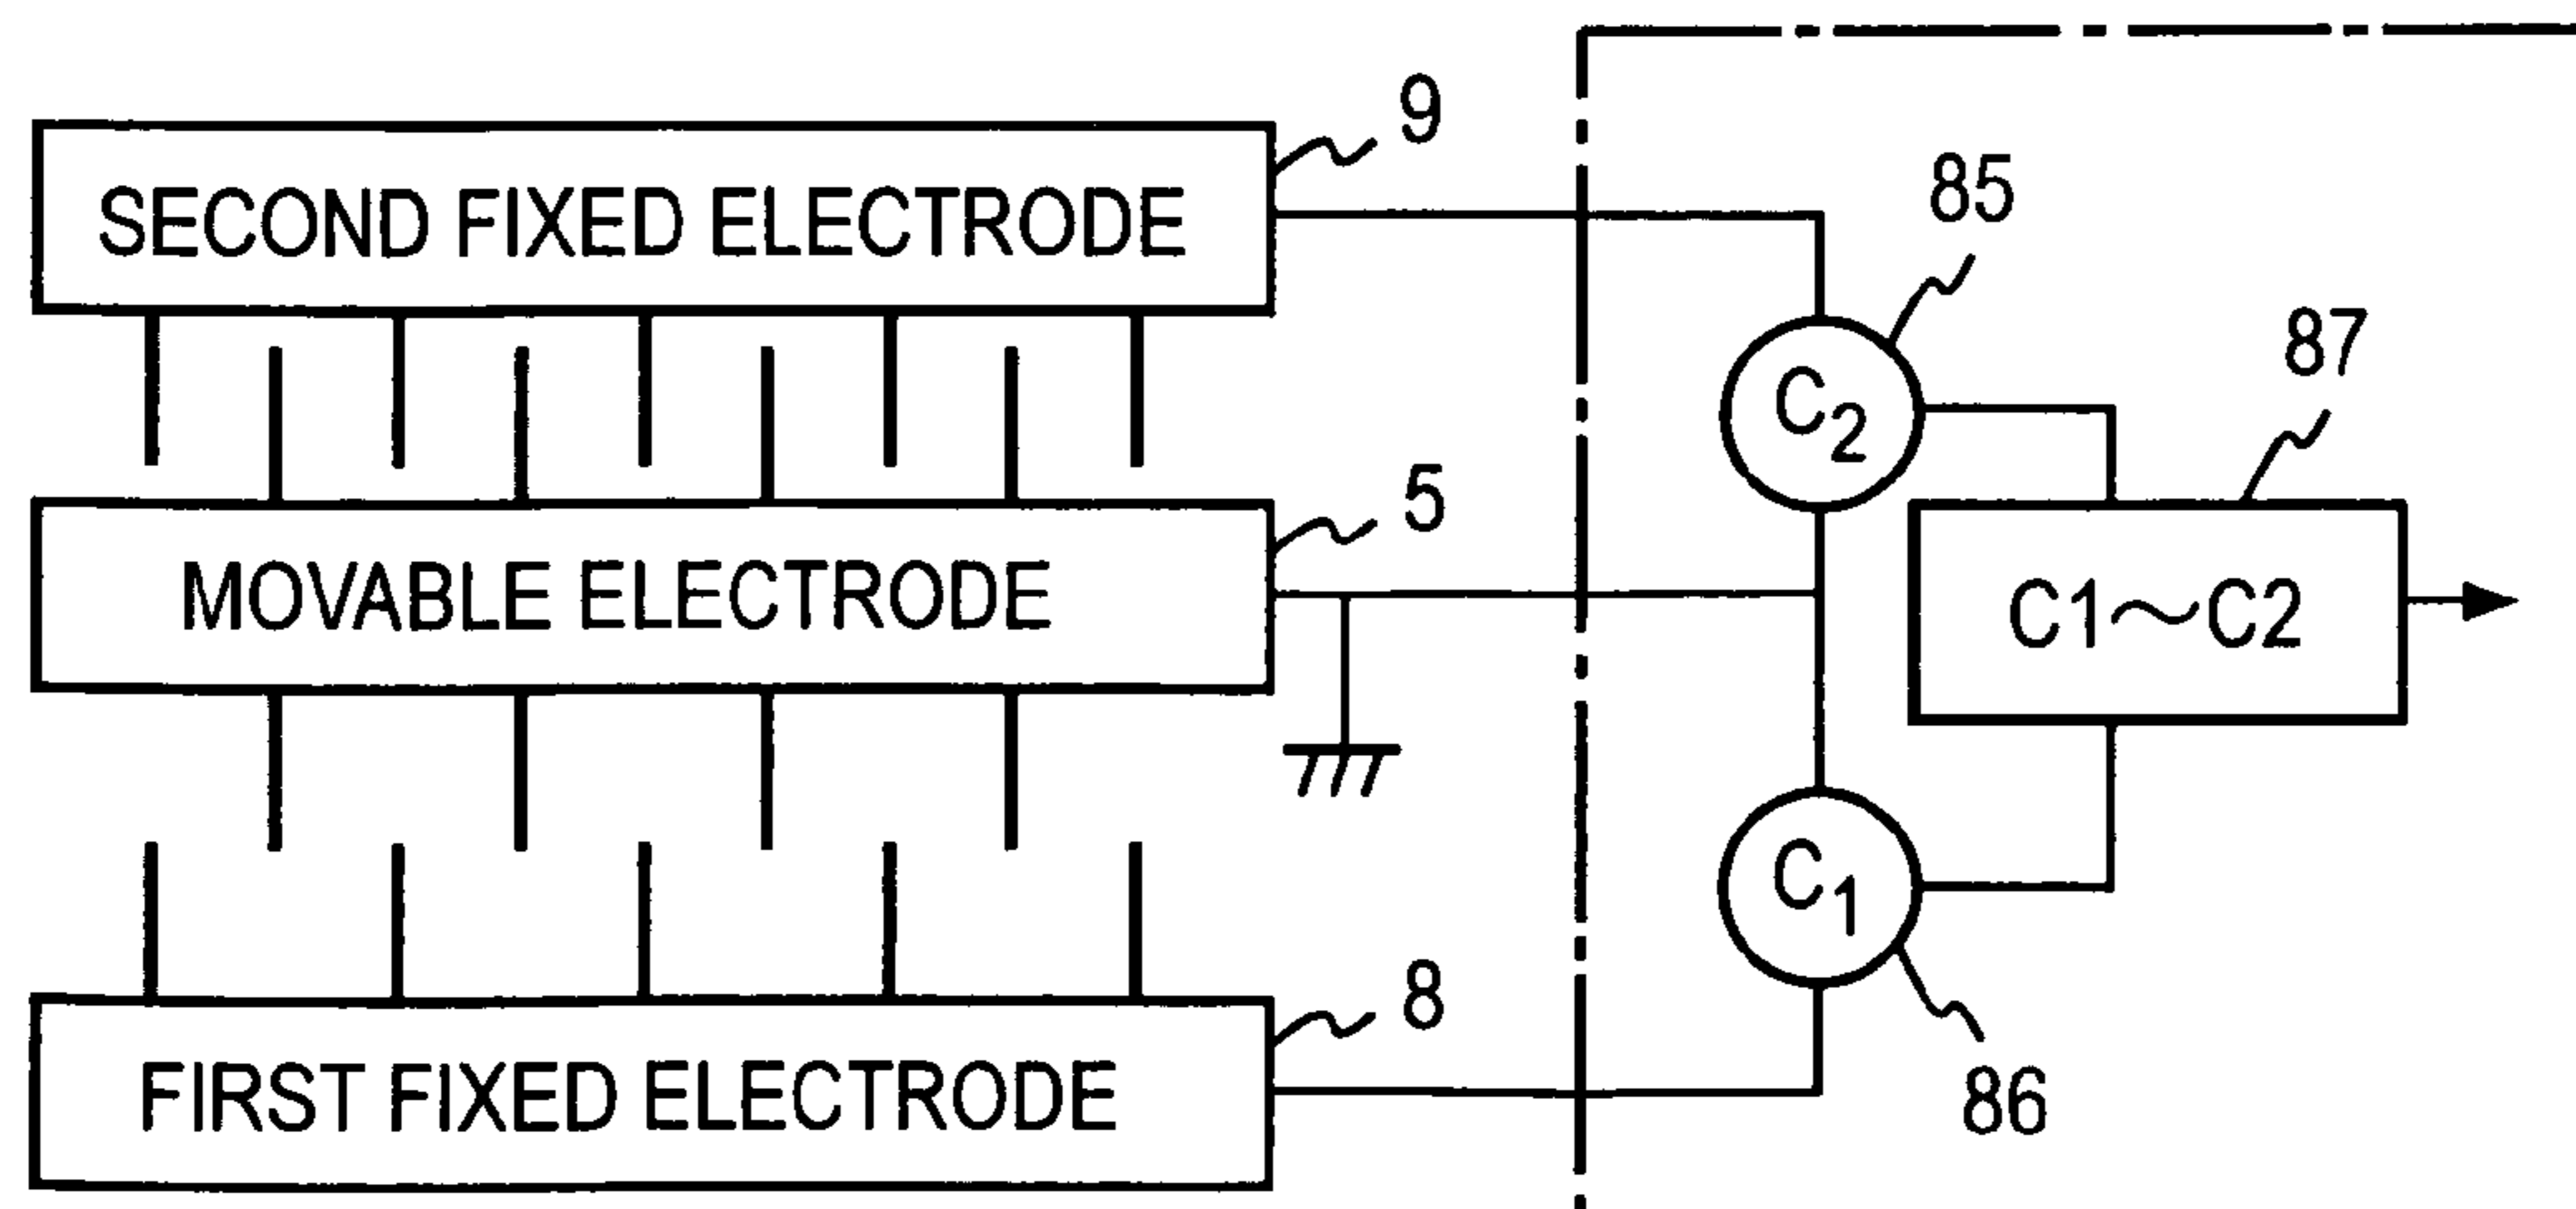 9
SECOND FIXED ELECTRODE
85
87
C2
5
MOVABLE ELECTRODE
C1~C2
C1
8
FIRST FIXED ELECTRODE
86